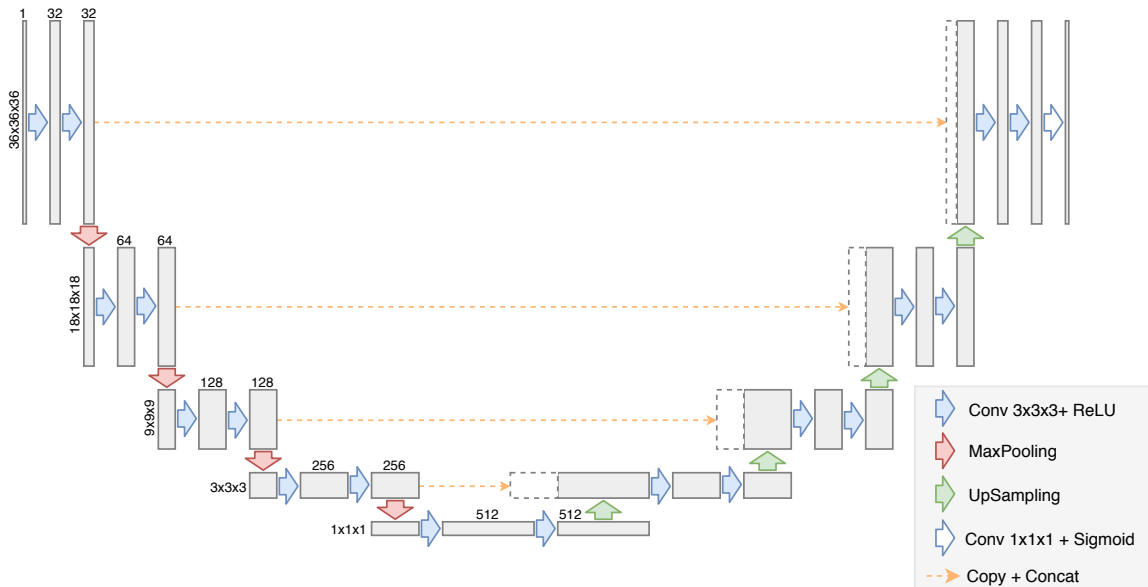 1 32 32
36x36x36
64 64
18x18x18
128 128
9x9x9
256 256
3x3x3
512 512
1x1x1
Conv 3x3x3+ ReLU
MaxPooling
UpSampling
Conv 1x1x1 + Sigmoid
Copy + Concat